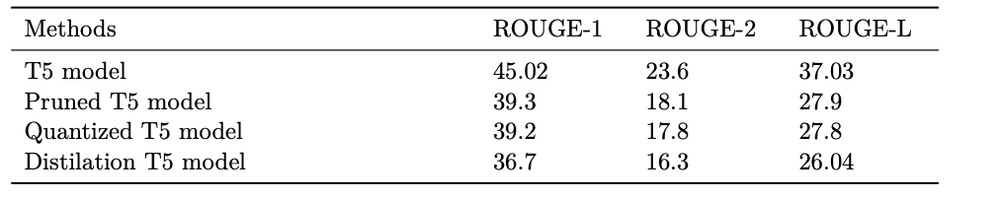 Methods ROUGE-1 ROUGE-2 ROUGE-L
T5 model 45.02 23.6 37.03
Pruned T5 model 39.3 18.1 27.9
Quantized T5 model 39.2 17.8 27.8
Distilation T5 model 36.7 16.3 26.04